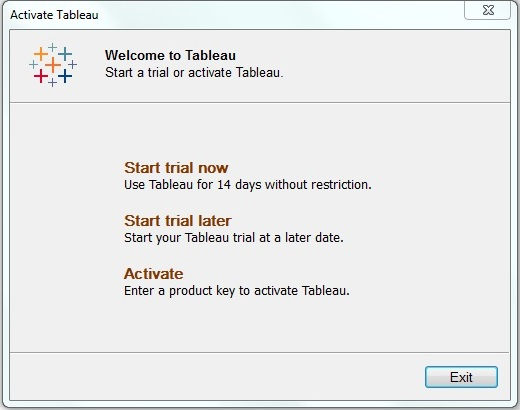 Activate Tableau
Welcome to Tableau
Start a trial or activate Tableau.
Start trial now
Use Tableau for 14 days without restriction.
Start trial later
Start your Tableau trial at a later date.
Activate
Enter a product key to activate Tableau.
Exit